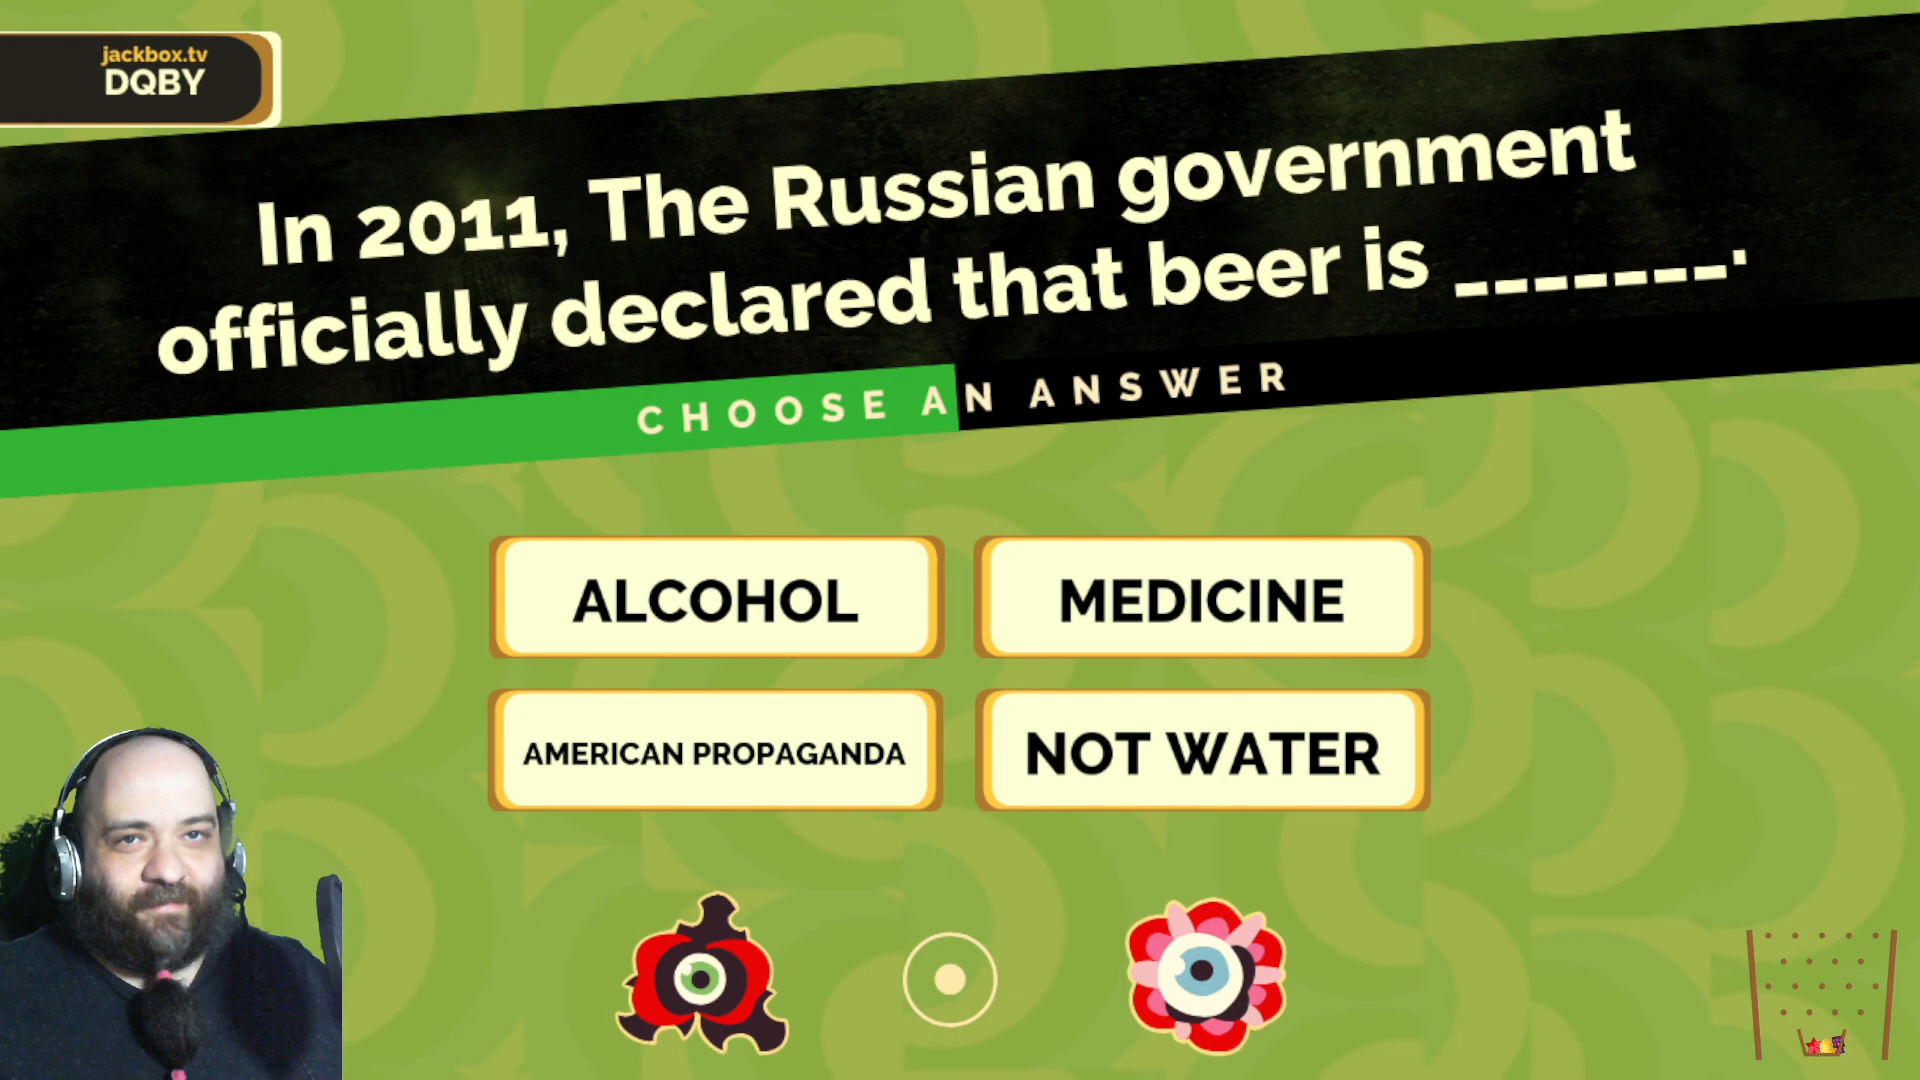 jackbox.tv
DQBY
In 2011, The Russian government
officially declared that beer is _______.
CHOOSE AN ANSWER
ALCOHOL
MEDICINE
AMERICAN PROPAGANDA
NOT WATER